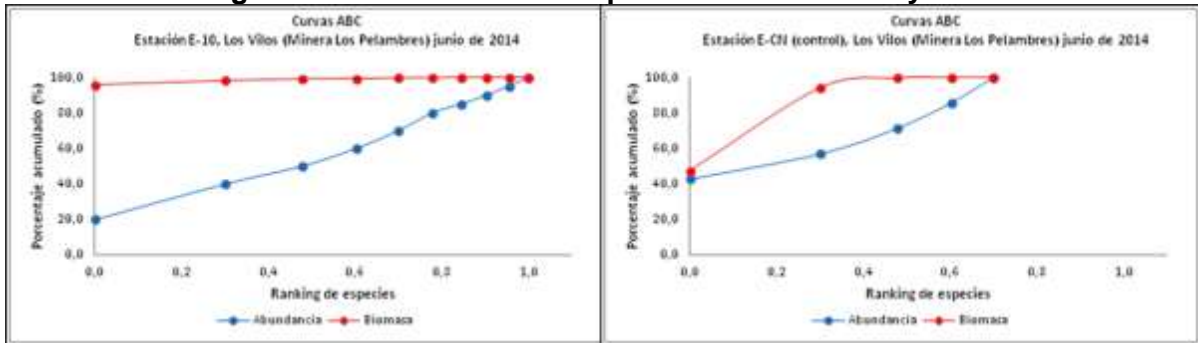 Curvas ABC
Estación E-10, Los Vilos (Minera Los Pelambres) junio de 2014
Porcentaje acumulado (%)
100,0
80,0
60,0
40,0
20,0
0,0
0,0 0,2 0,4 0,6 0,8 1,0
Ranking de especies
Abundancia Biomasa
Curvas ABC
Estación E-CN (control), Los Vilos (Minera Los Pelambres) junio de 2014
Porcentaje acumulado (%)
100,0
80,0
60,0
40,0
20,0
0,0
0,0 0,2 0,4 0,6 0,8 1,0
Ranking de especies
Abundancia Biomasa